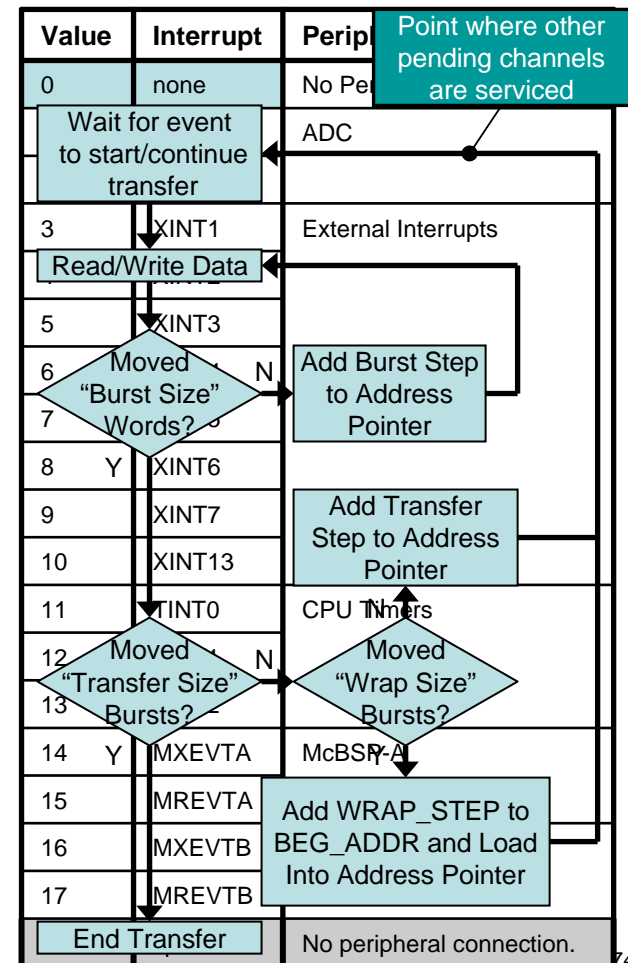 Value Interrupt Periph
Point where other
pending channels
are serviced
0 none No Per
Wait for event
to start/continue
transfer
ADC
3 XINT1 External Interrupts
Read/Write Data
5 XINT3
6
Moved
"Burst Size"
Words?
N
Add Burst Step
to Address
Pointer
7
8 Y XINT6
9 XINT7
10 XINT13
Add Transfer
Step to Address
Pointer
11 TINT0 CPU Timers
N
12
Moved
"Transfer Size"
Bursts?
N
Moved
"Wrap Size"
Bursts?
13
14 Y MXEVTA McBSP-A
Y
15 MREVTA
16 MXEVTB
17 MREVTB
Add WRAP_STEP to
BEG_ADDR and Load
Into Address Pointer
End Transfer
No peripheral connection.
74